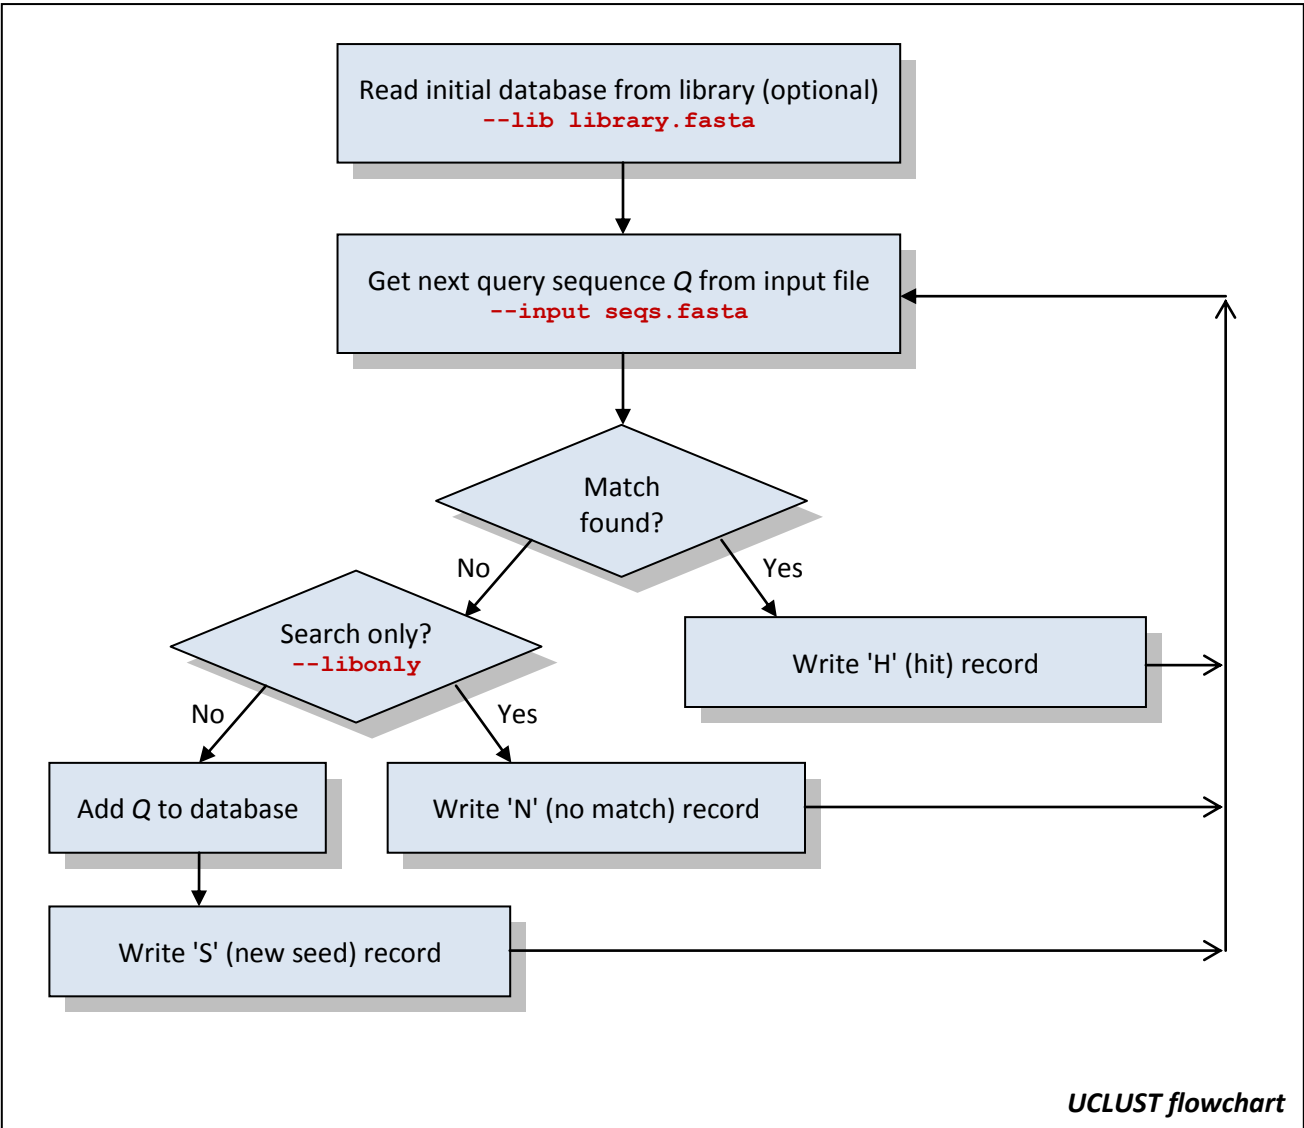 Read initial database from library (optional)
--lib library.fasta
Get next query sequence Q from input file
--input seqs.fasta
Match
found?
No
Yes
Search only?
--libonly
Write 'H' (hit) record
No
Yes
Add Q to database
Write 'N' (no match) record
Write 'S' (new seed) record
UCLUST flowchart